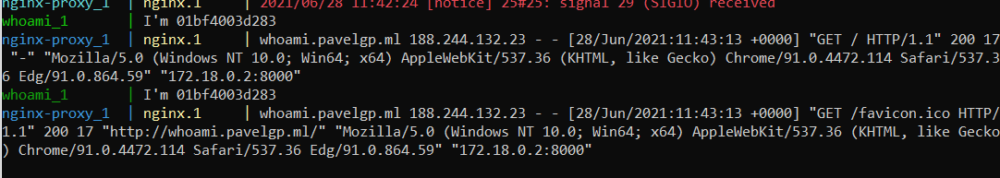 nginx-proxy_1  | nginx.1     | 2021/06/28 11:42:24 [notice] 25#25: signal 29 (SIGIO) received
whoami_1       | I'm 01bf4003d283
nginx-proxy_1  | nginx.1     | whoami.pavelgp.ml 188.244.132.23 - - [28/Jun/2021:11:43:13 +0000] "GET / HTTP/1.1" 200 17
 "-" "Mozilla/5.0 (Windows NT 10.0; Win64; x64) AppleWebKit/537.36 (KHTML, like Gecko) Chrome/91.0.4472.114 Safari/537.3
6 Edg/91.0.864.59" "172.18.0.2:8000"
whoami_1       | I'm 01bf4003d283
nginx-proxy_1  | nginx.1     | whoami.pavelgp.ml 188.244.132.23 - - [28/Jun/2021:11:43:13 +0000] "GET /favicon.ico HTTP/
1.1" 200 17 "http://whoami.pavelgp.ml/" "Mozilla/5.0 (Windows NT 10.0; Win64; x64) AppleWebKit/537.36 (KHTML, like Gecko
) Chrome/91.0.4472.114 Safari/537.36 Edg/91.0.864.59" "172.18.0.2:8000"